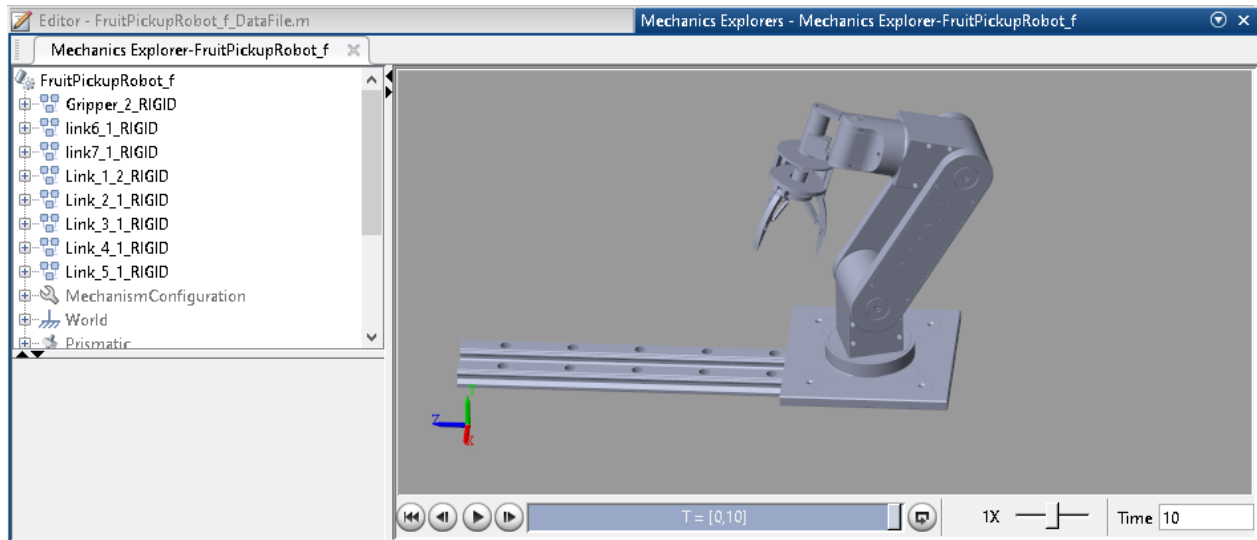 Editor - FruitPickupRobot_f_DataFile.m
Mechanics Explorers - Mechanics Explorer-FruitPickupRobot_f
Mechanics Explorer-FruitPickupRobot_f
FruitPickupRobot_f
Gripper_2_RIGID
link6_1_RIGID
link7_1_RIGID
Link_1_2_RIGID
Link_2_1_RIGID
Link_3_1_RIGID
Link_4_1_RIGID
Link_5_1_RIGID
MechanismConfiguration
World
Prismatic
Y
Z
X
T = [0,10]
1X
Time 10